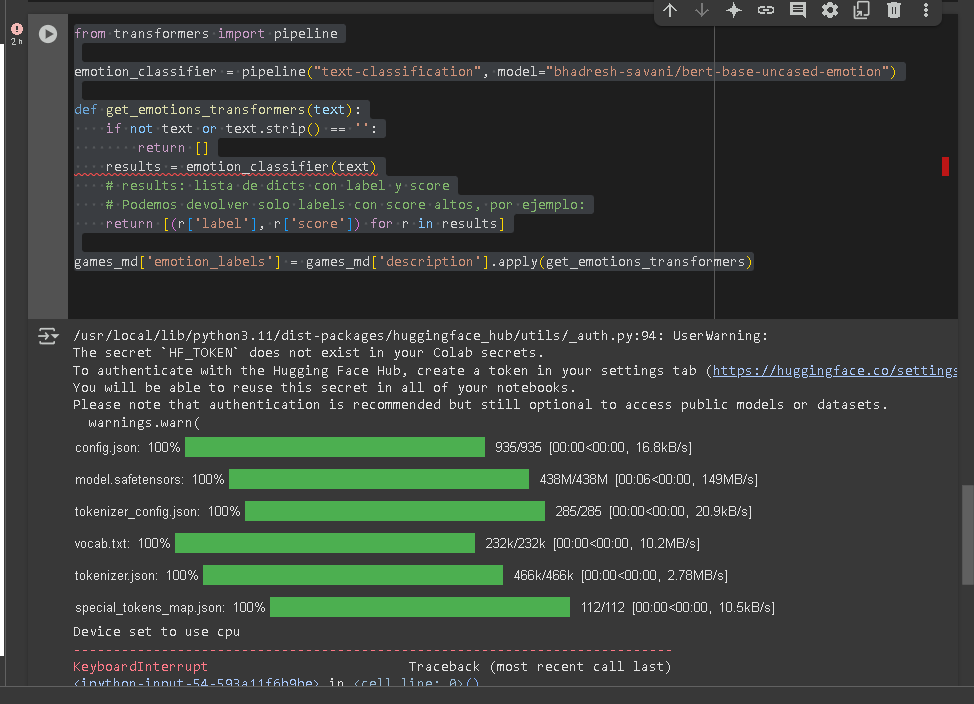 2 h
from transformers import pipeline
emotion_classifier = pipeline("text-classification", model="bhadresh-savani/bert-base-uncased-emotion")
def get_emotions_transformers(text):
    if not text or text.strip() == '':
        return []
    results = emotion_classifier(text)
    # results: lista de dicts con label y score
    # Podemos devolver solo labels con score altos, por ejemplo:
    return [(r['label'], r['score']) for r in results]
games_md['emotion_labels'] = games_md['description'].apply(get_emotions_transformers)
/usr/local/lib/python3.11/dist-packages/huggingface_hub/utils/_auth.py:94: UserWarning:
The secret `HF_TOKEN` does not exist in your Colab secrets.
To authenticate with the Hugging Face Hub, create a token in your settings tab (https://huggingface.co/settings
You will be able to reuse this secret in all of your notebooks.
Please note that authentication is recommended but still optional to access public models or datasets.
  warnings.warn(
config.json: 100% 935/935 [00:00<00:00, 16.8kB/s]
model.safetensors: 100% 438M/438M [00:06<00:00, 149MB/s]
tokenizer_config.json: 100% 285/285 [00:00<00:00, 20.9kB/s]
vocab.txt: 100% 232k/232k [00:00<00:00, 10.2MB/s]
tokenizer.json: 100% 466k/466k [00:00<00:00, 2.78MB/s]
special_tokens_map.json: 100% 112/112 [00:00<00:00, 10.5kB/s]
Device set to use cpu
---------------------------------------------------------------------------
KeyboardInterrupt                         Traceback (most recent call last)
<ipython-input-54-593a11f6b9be> in <cell line: 0>()